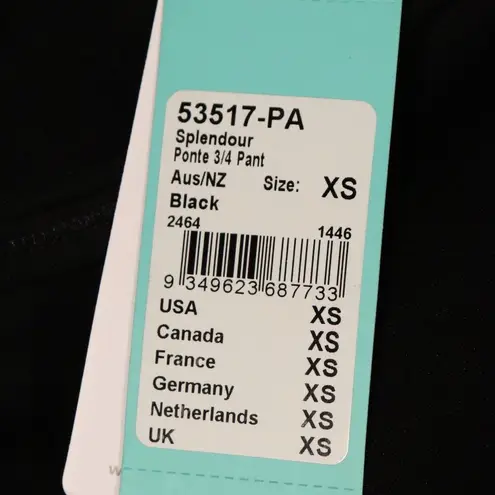 53517-PA
Splendour
Ponte 3/4 Pant
Aus/NZ Size: XS
Black
2464 1446
9 349623 687733
USA XS
Canada XS
France XS
Germany XS
Netherlands XS
UK XS
w